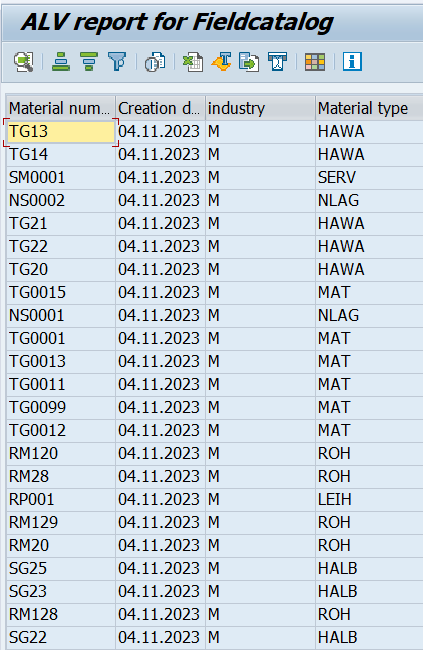 ALV report for Fieldcatalog
Material num... Creation d... industry Material type
TG13 04.11.2023 M HAWA
TG14 04.11.2023 M HAWA
SM0001 04.11.2023 M SERV
NS0002 04.11.2023 M NLAG
TG21 04.11.2023 M HAWA
TG22 04.11.2023 M HAWA
TG20 04.11.2023 M HAWA
TG0015 04.11.2023 M MAT
NS0001 04.11.2023 M NLAG
TG0001 04.11.2023 M MAT
TG0013 04.11.2023 M MAT
TG0011 04.11.2023 M MAT
TG0099 04.11.2023 M MAT
TG0012 04.11.2023 M MAT
RM120 04.11.2023 M ROH
RM28 04.11.2023 M ROH
RP001 04.11.2023 M LEIH
RM129 04.11.2023 M ROH
RM20 04.11.2023 M ROH
SG25 04.11.2023 M HALB
SG23 04.11.2023 M HALB
RM128 04.11.2023 M ROH
SG22 04.11.2023 M HALB